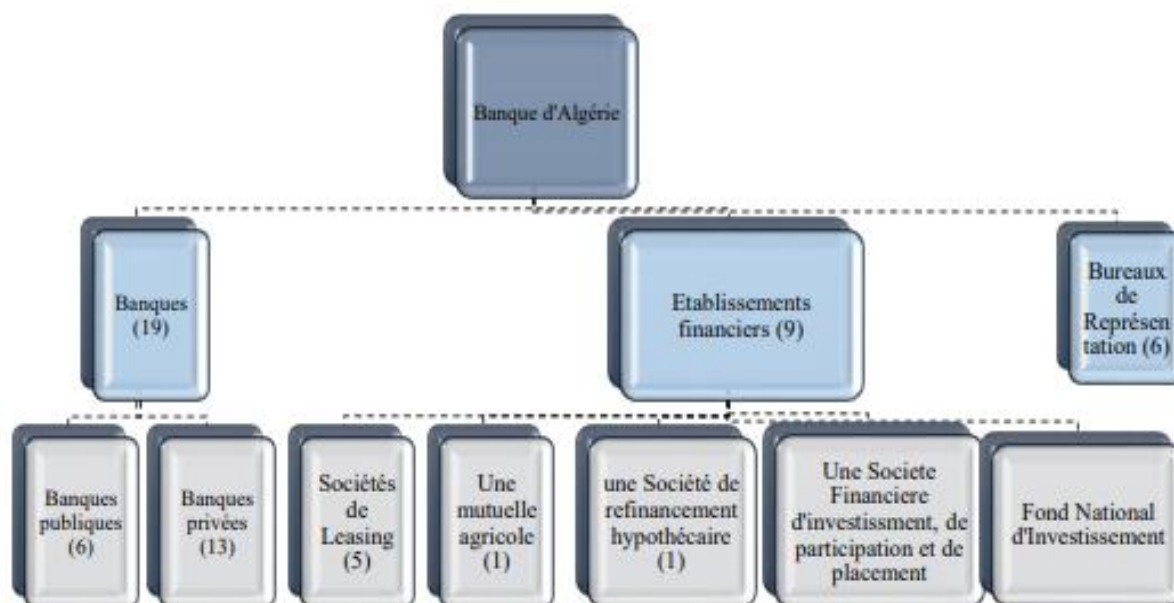 Banque d'Algérie
Banques
(19)
Etablissements
financiers (9)
Bureaux
de
Représen
tation (6)
Banques
publiques
(6)
Banques
privées
(13)
Sociétés
de
Leasing
(5)
Une
mutuelle
agricole
(1)
une Société de
refinancement
hypothécaire
(1)
Une Societe
Financiere
d'investissment, de
participation et de
placement
Fond National
d'Investissement